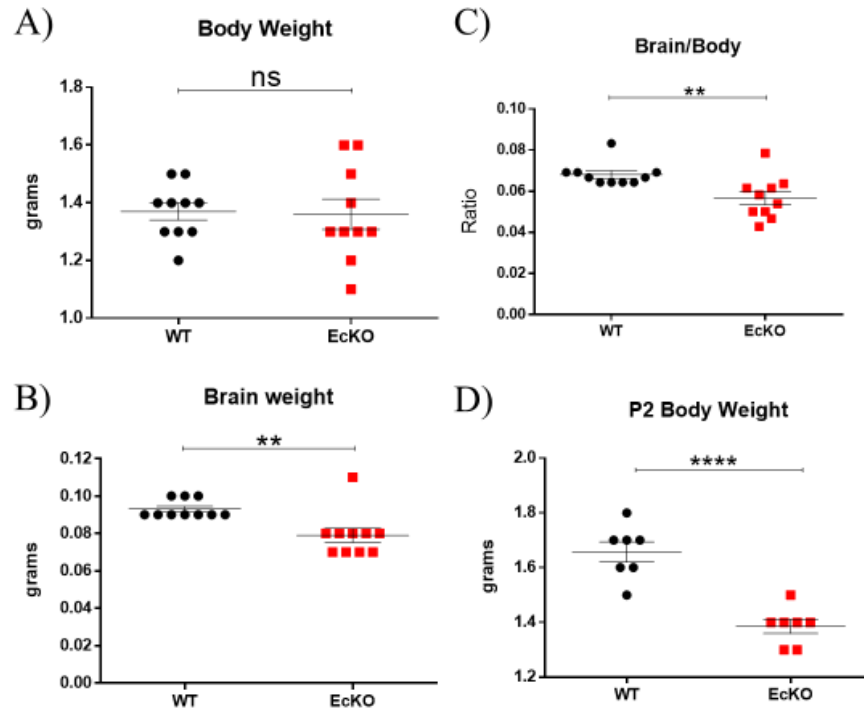 A)
Body Weight
ns
grams
1.8
1.6
1.4
1.2
1.0
WT
EcKO
B)
Brain weight
**
grams
0.12
0.10
0.08
0.06
0.04
0.02
0.00
WT
EcKO
C)
Brain/Body
**
Ratio
0.10
0.08
0.06
0.04
0.02
0.00
WT
EcKO
D)
P2 Body Weight
****
grams
2.0
1.8
1.6
1.4
1.2
WT
EcKO